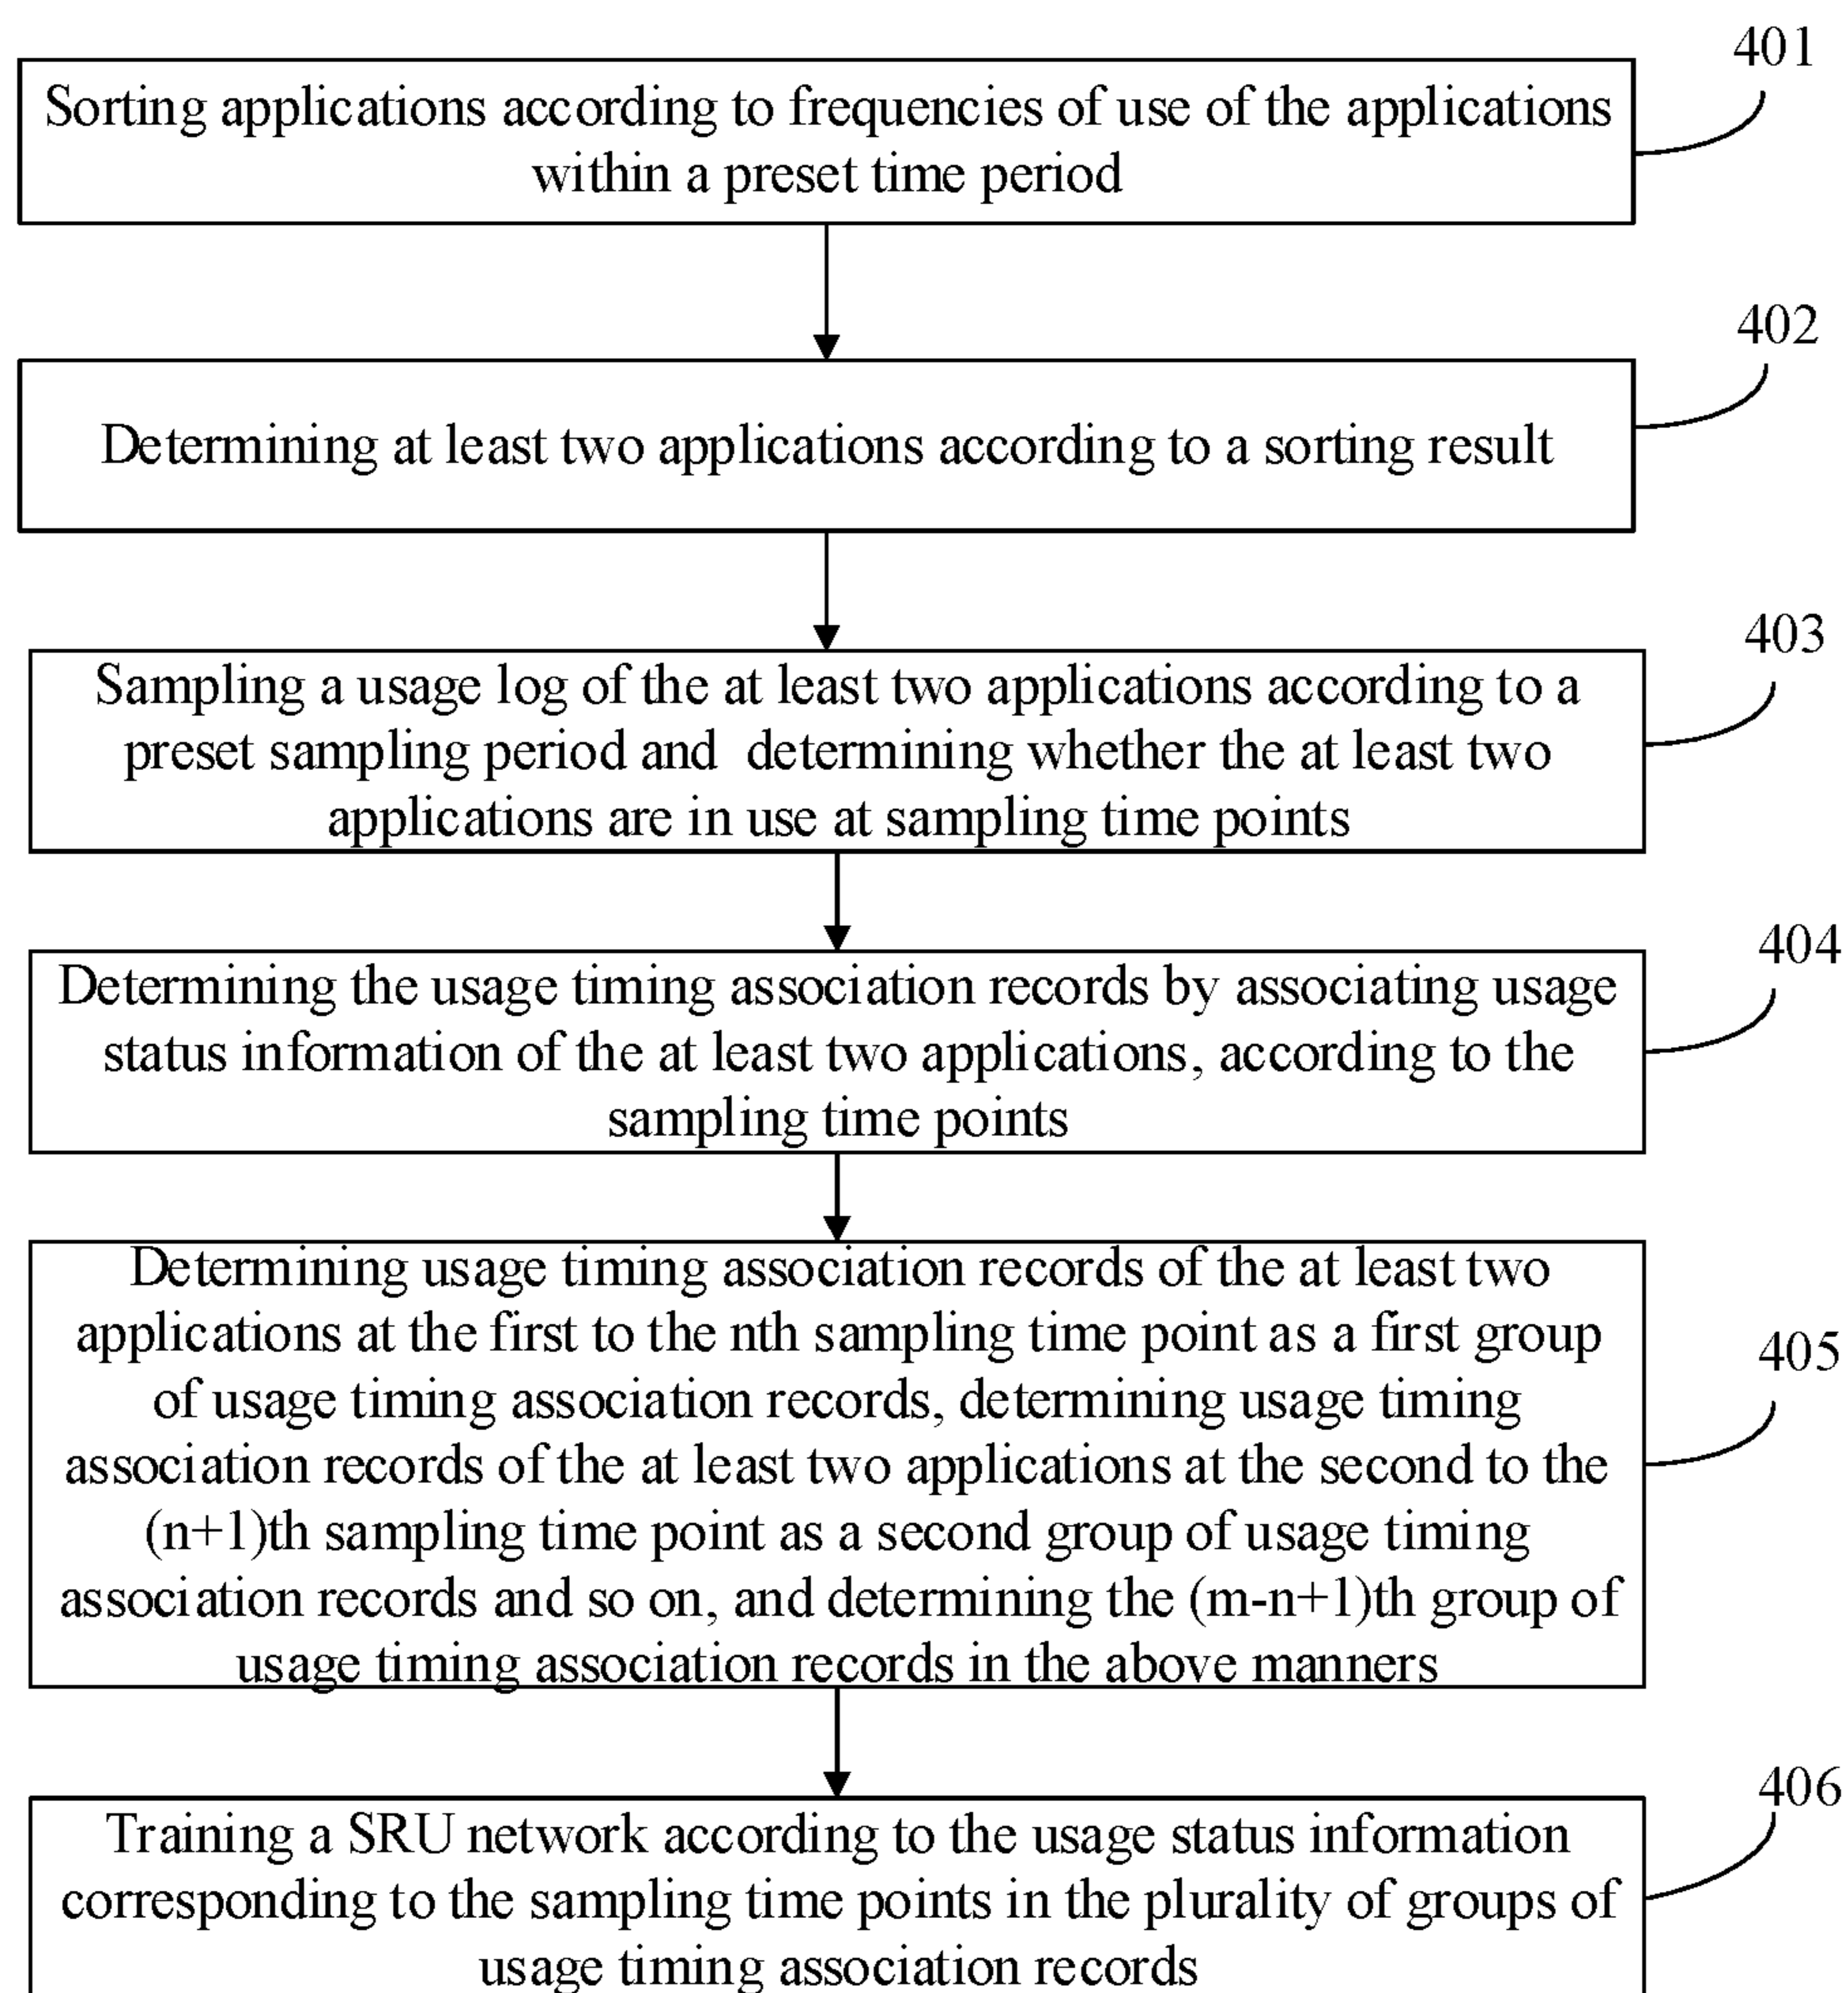 401
Sorting applications according to frequencies of use of the applications
within a preset time period
402
Determining at least two applications according to a sorting result
403
Sampling a usage log of the at least two applications according to a
preset sampling period and determining whether the at least two
applications are in use at sampling time points
404
Determining the usage timing association records by associating usage
status information of the at least two applications, according to the
sampling time points
405
Determining usage timing association records of the at least two
applications at the first to the nth sampling time point as a first group
of usage timing association records, determining usage timing
association records of the at least two applications at the second to the
(n+1)th sampling time point as a second group of usage timing
association records and so on, and determining the (m-n+1)th group of
usage timing association records in the above manners
406
Training a SRU network according to the usage status information
corresponding to the sampling time points in the plurality of groups of
usage timing association records